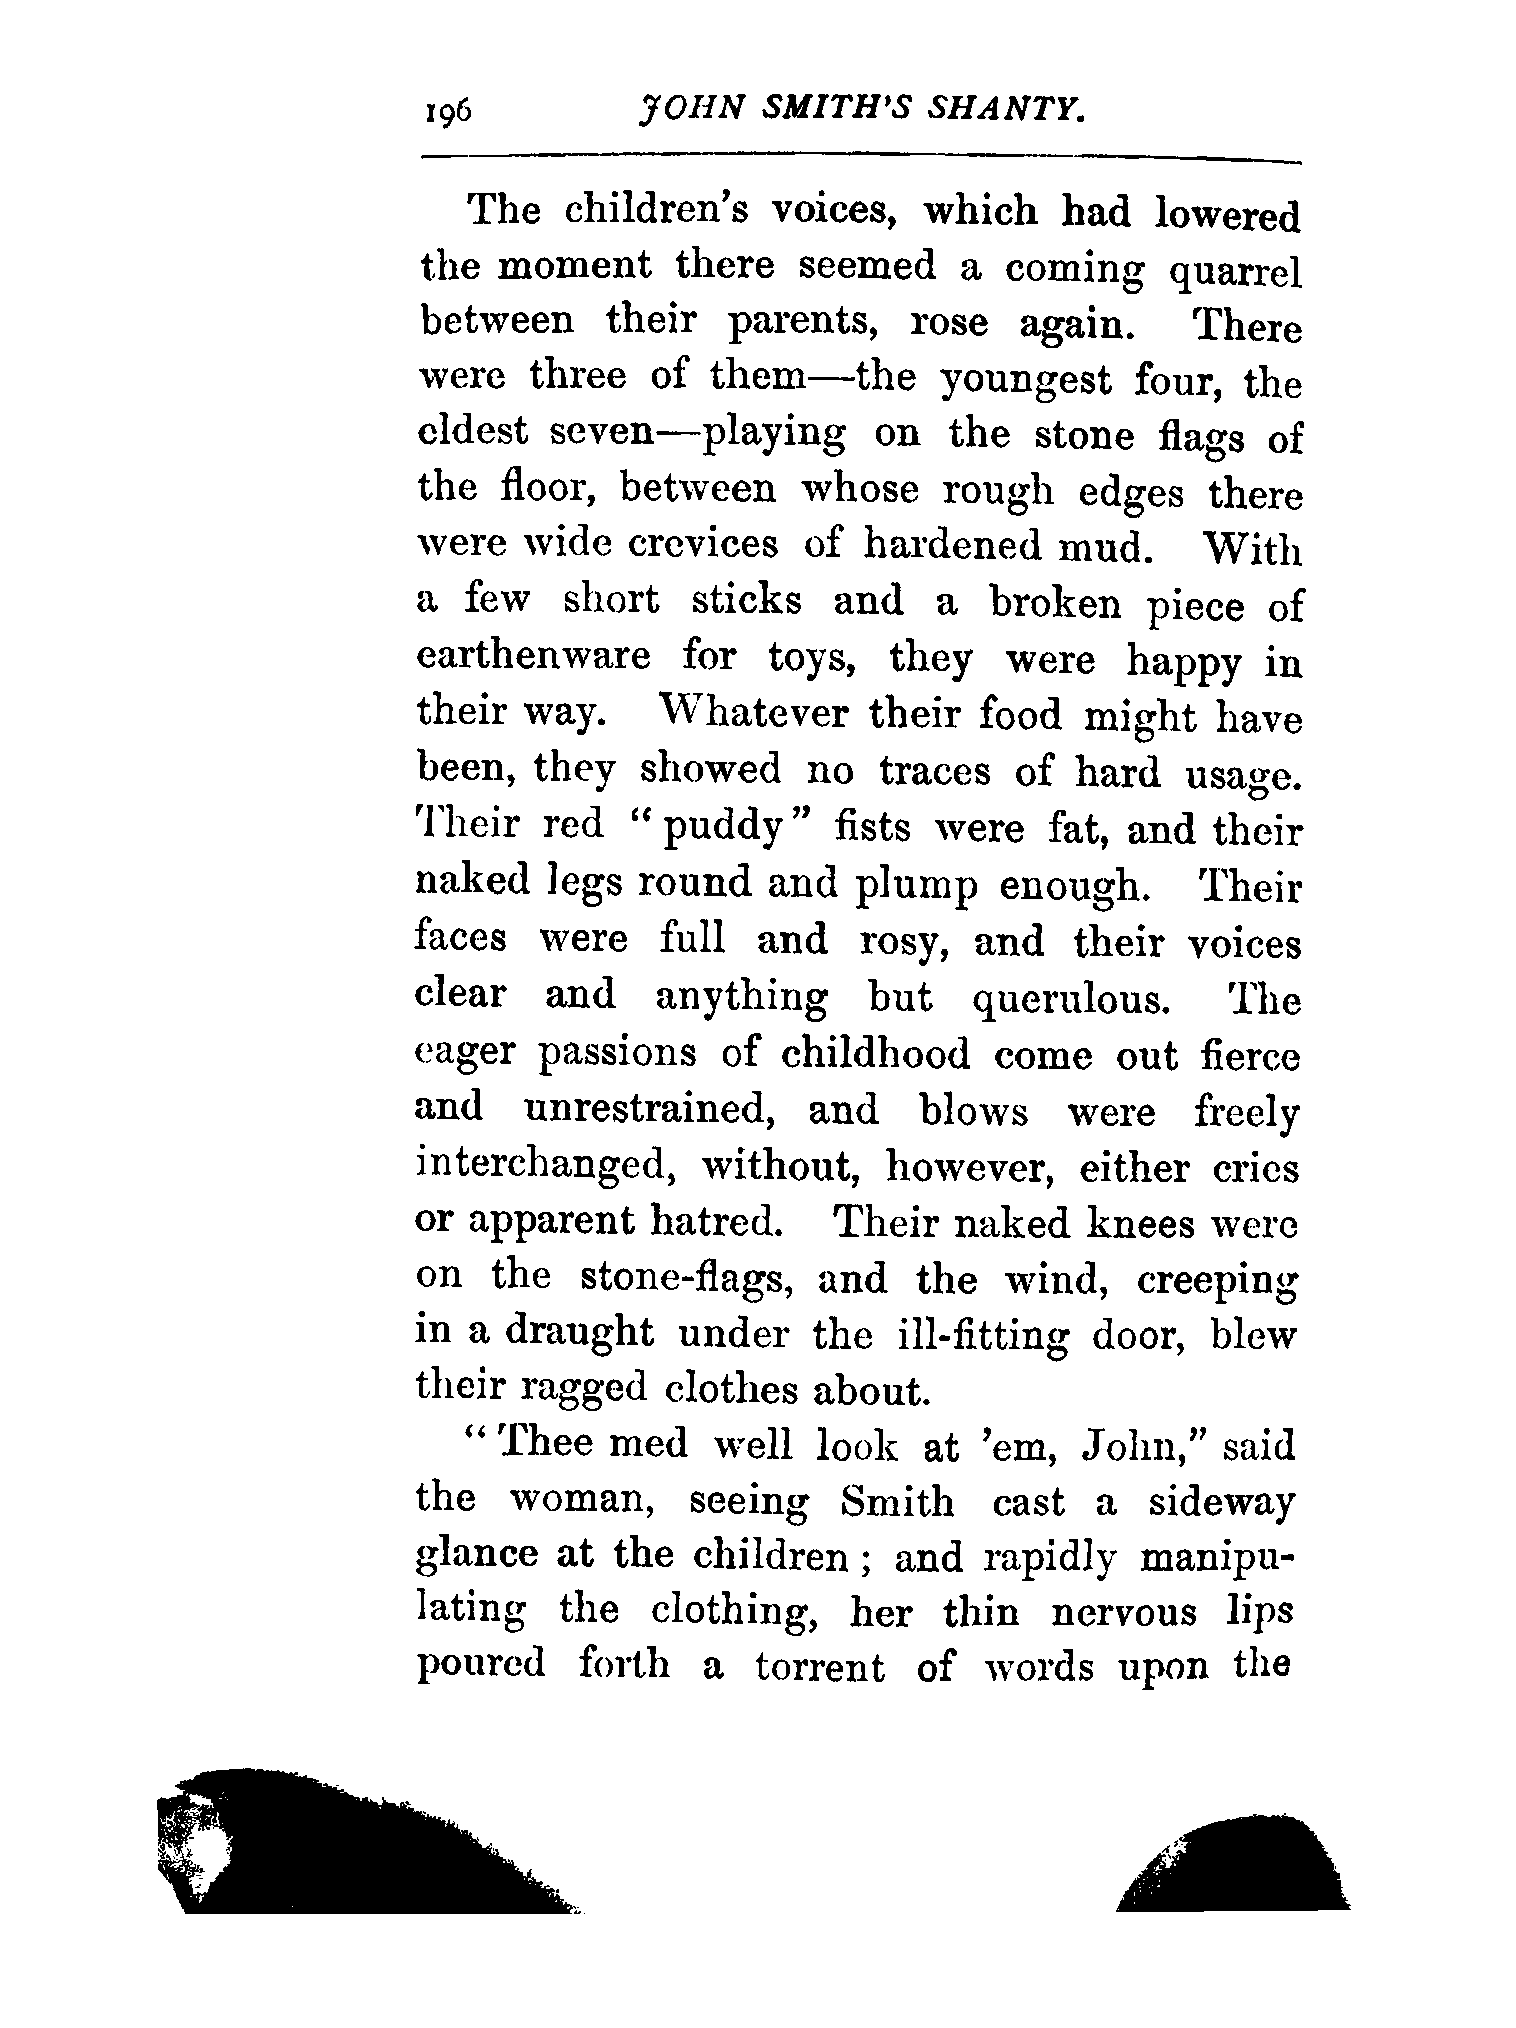 196 JOHN SMITH'S SHANTY.
The children's voices, which had lowered
the moment there seemed a coming quarrel
between their parents, rose again. There
were three of them—the youngest four, the
eldest seven—playing on the stone flags of
the floor, between whose rough edges there
were wide crevices of hardened mud. With
a few short sticks and a broken piece of
earthenware for toys, they were happy in
their way. Whatever their food might have
been, they showed no traces of hard usage.
Their red "puddy" fists were fat, and their
naked legs round and plump enough. Their
faces were full and rosy, and their voices
clear and anything but querulous. The
eager passions of childhood come out fierce
and unrestrained, and blows were freely
interchanged, without, however, either cries
or apparent hatred. Their naked knees were
on the stone-flags, and the wind, creeping
in a draught under the ill-fitting door, blew
their ragged clothes about.
"Thee med well look at 'em, John," said
the woman, seeing Smith cast a sideway
glance at the children; and rapidly manipu-
lating the clothing, her thin nervous lips
poured forth a torrent of words upon the